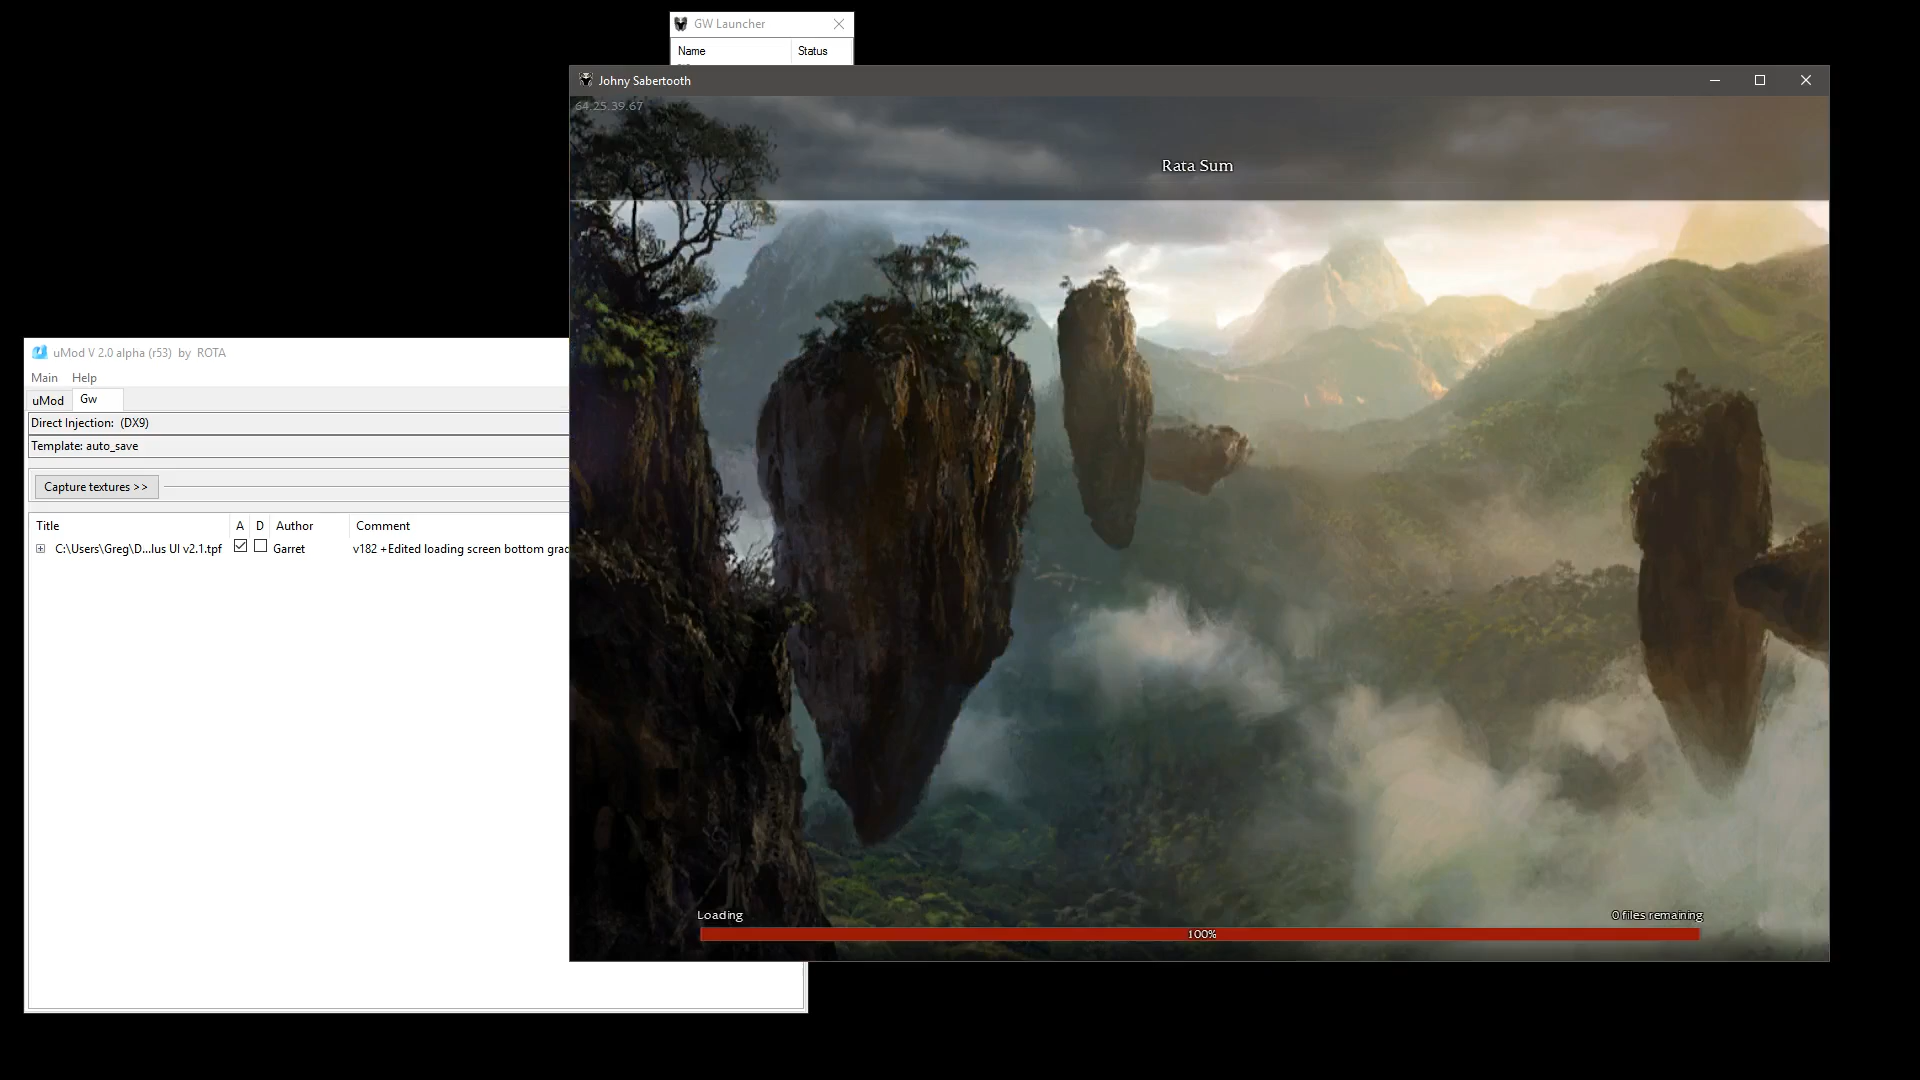 GW Launcher
Name Status
Johny Sabertooth
64.25.39.67
Rata Sum
uMod V 2.0 alpha (r53) by ROTA
Main Help
uMod Gw
Direct Injection: (DX9)
Template: auto_save
Capture textures >>
Title A D Author Comment
C:\Users\Greg\D...lus UI v2.1.tpf Garret v182 +Edited loading screen bottom grad
Loading 0 files remaining
100%